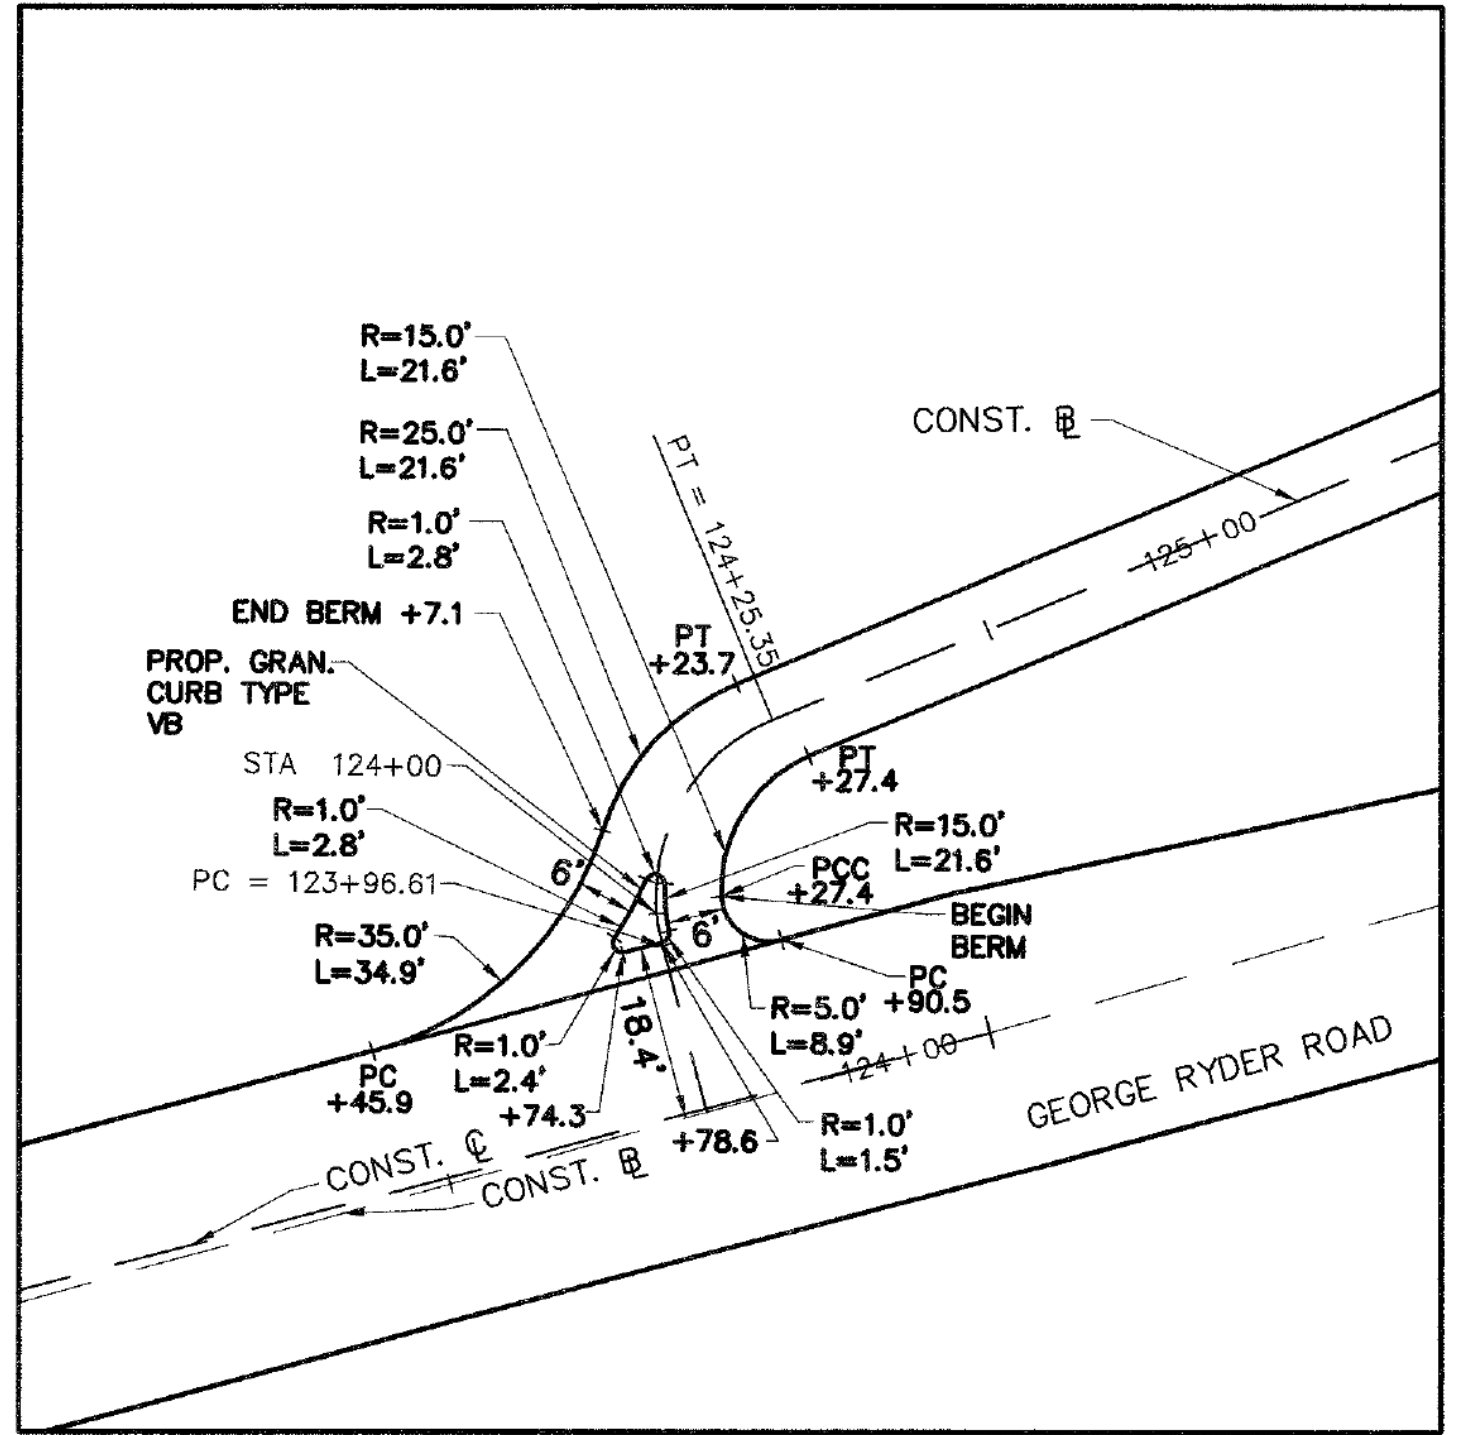 R=15.0'
L=21.6'
CONST. ℄
R=25.0'
L=21.6'
PT = 124+25.35
R=1.0'
L=2.8'
125+00
END BERM +7.1
PT
+23.7
PROP. GRAN.
CURB TYPE
VB
STA 124+00
PT
+27.4
R=1.0'
L=2.8'
R=15.0'
L=21.6'
6'
PCC
+27.4
PC = 123+96.61
BEGIN
BERM
6'
R=35.0'
L=34.9'
PC
+90.5
R=5.0'
L=8.9'
18.4'
R=1.0'
L=2.4'
124+00
GEORGE RYDER ROAD
PC
+45.9
+74.3
+78.6
R=1.0'
L=1.5'
CONST. ℄
CONST. BL